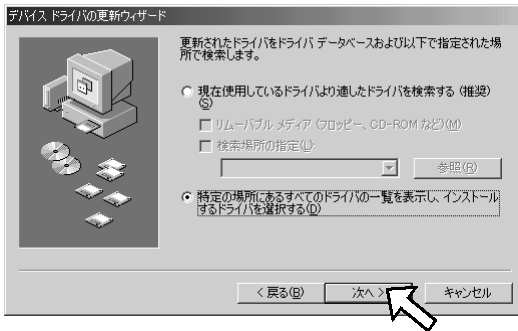 デバイス ドライバの更新ウィザード
更新されたドライバをドライバ データベースおよび以下で指定された場
所で検索します。
現在使用しているドライバより適したドライバを検索する (推奨)
(S)
リムーバブル メディア (フロッピー、CD-ROM など)(M)
検索場所の指定(L):
参照(R)
特定の場所にあるすべてのドライバの一覧を表示し、インストール
するドライバを選択する(D)
< 戻る(B)
次へ >
キャンセル